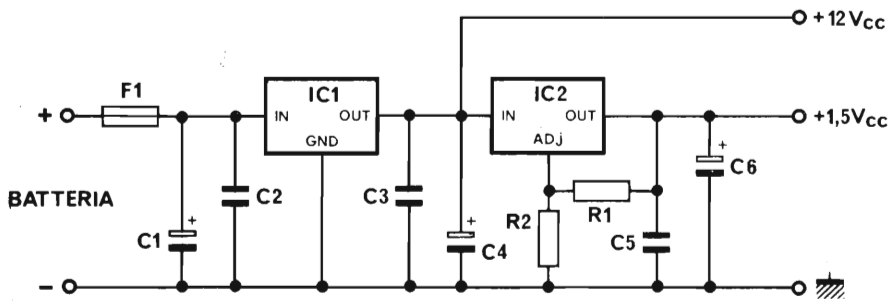 +12Vcc
F1
IC1
IC2
+
IN
OUT
IN
OUT
+1,5Vcc
GND
ADj
+
BATTERIA
C2
C3
R2
R1
C6
C1
+
+
C4
C5
-